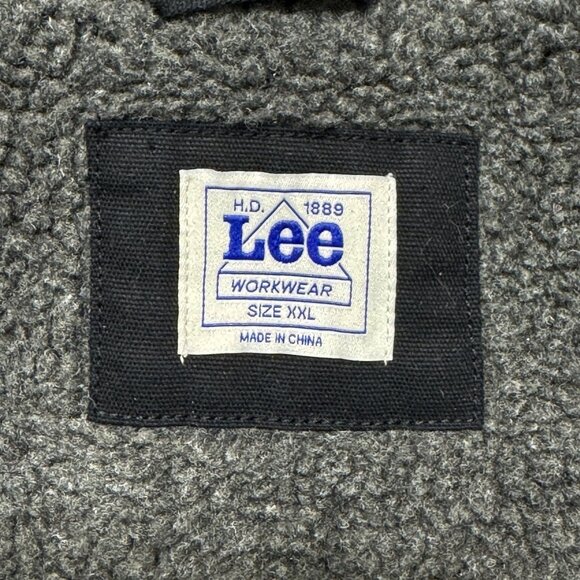 H.D. 1889
Lee
WORKWEAR
SIZE XXL
MADE IN CHINA